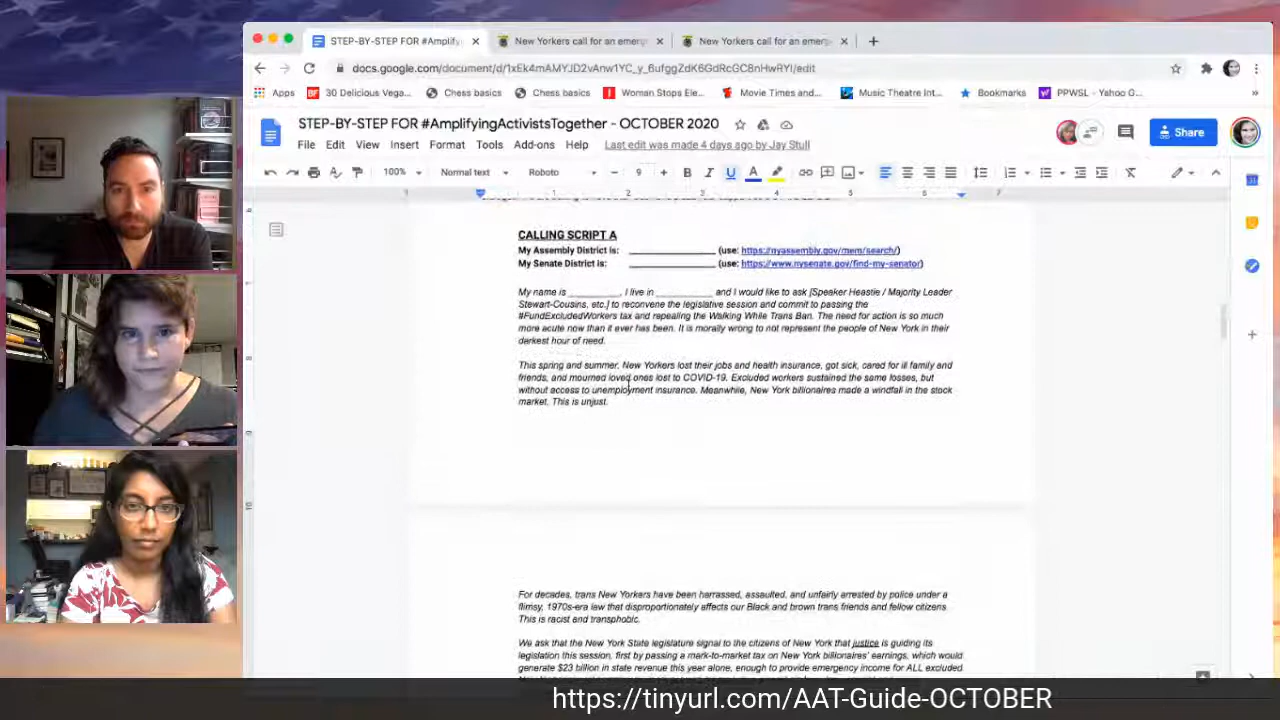 STEP-BY-STEP FOR #Amplify
New Yorkers call for an emerg
New Yorkers call for an emerg
docs.google.com/document/d/1xEk4mAMYJD2vAnw1YC_y_6ufggZdK6GdRcGC8nHwRYI/edit
Apps
30 Delicious Vega...
Chess basics
Chess basics
Woman Stops Ele...
Movie Times and...
Music Theatre Int...
Bookmarks
PPWSL - Yahoo G...
STEP-BY-STEP FOR #AmplifyingActivistsTogether - OCTOBER 2020
File Edit View Insert Format Tools Add-ons Help Last edit was made 4 days ago by Jay Stull
Share
100% Normal text Roboto 9
CALLING SCRIPT A
My Assembly District is: ______________ (use: https://nyassembly.gov/mem/search/)
My Senate District is: ______________ (use: https://www.nysenate.gov/find-my-senator)
My name is _________, I live in __________ and I would like to ask [Speaker Heastie / Majority Leader
Stewart-Cousins, etc.] to reconvene the legislative session and commit to passing the
#FundExcludedWorkers tax and repealing the Walking While Trans Ban. The need for action is so much
more acute now than it ever has been. It is morally wrong to not represent the people of New York in their
darkest hour of need.
This spring and summer, New Yorkers lost their jobs and health insurance, got sick, cared for ill family and
friends, and mourned loved ones lost to COVID-19. Excluded workers sustained the same losses, but
without access to unemployment insurance. Meanwhile, New York billionaires made a windfall in the stock
market. This is unjust.
For decades, trans New Yorkers have been harrassed, assaulted, and unfairly arrested by police under a
flimsy, 1970s-era law that disproportionately affects our Black and brown trans friends and fellow citizens.
This is racist and transphobic.
We ask that the New York State legislature signal to the citizens of New York that justice is guiding its
legislation this session, first by passing a mark-to-market tax on New York billionaires' earnings, which would
generate $23 billion in state revenue this year alone, enough to provide emergency income for ALL excluded
https://tinyurl.com/AAT-Guide-OCTOBER